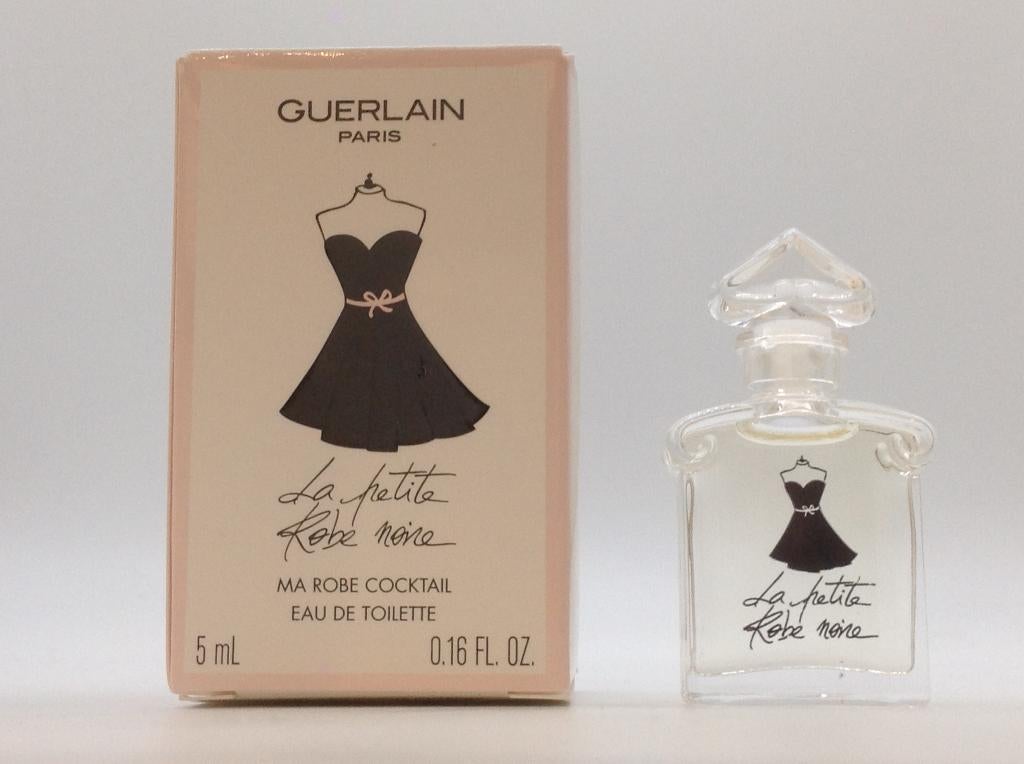 GUERLAIN
PARIS
La petite
Robe noire
MA ROBE COCKTAIL
EAU DE TOILETTE
5 mL 0.16 FL. OZ.
La petite
Robe noire